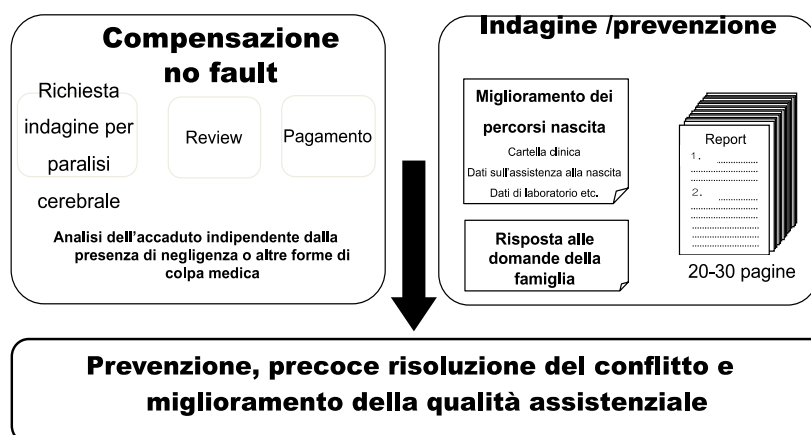 Compensazione
no fault
Richiesta
indagine per
paralisi
cerebrale
Review
Pagamento
Analisi dell'accaduto indipendente dalla
presenza di negligenza o altre forme di
colpa medica
Indagine /prevenzione
Miglioramento dei
percorsi nascita
Cartella clinica
Dati sull'assistenza alla nascita
Dati di laboratorio etc.
Risposta alle
domande della
famiglia
Report
1. ....................
.........................
2. ....................
.........................
.........................
.........................
.........................
20-30 pagine
Prevenzione, precoce risoluzione del conflitto e
miglioramento della qualità assistenziale